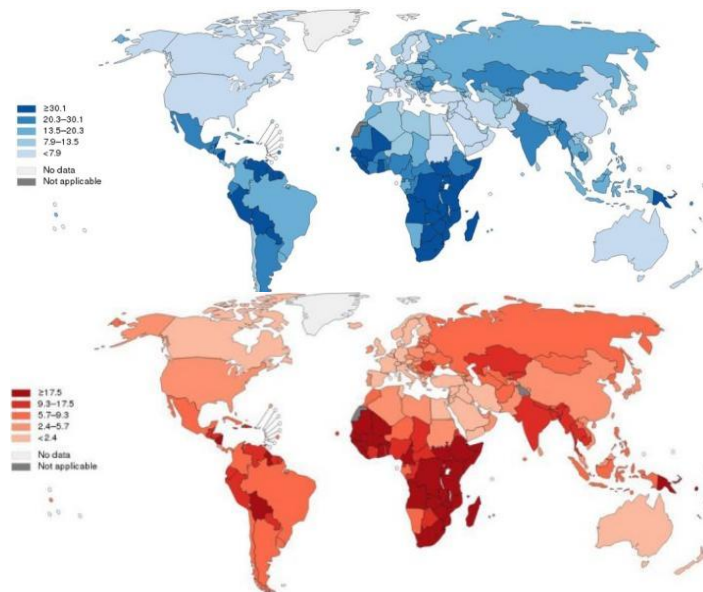 ≥30.1
20.3–30.1
13.5–20.3
7.9–13.5
<7.9
No data
Not applicable
≥17.5
9.3–17.5
5.7–9.3
2.4–5.7
<2.4
No data
Not applicable